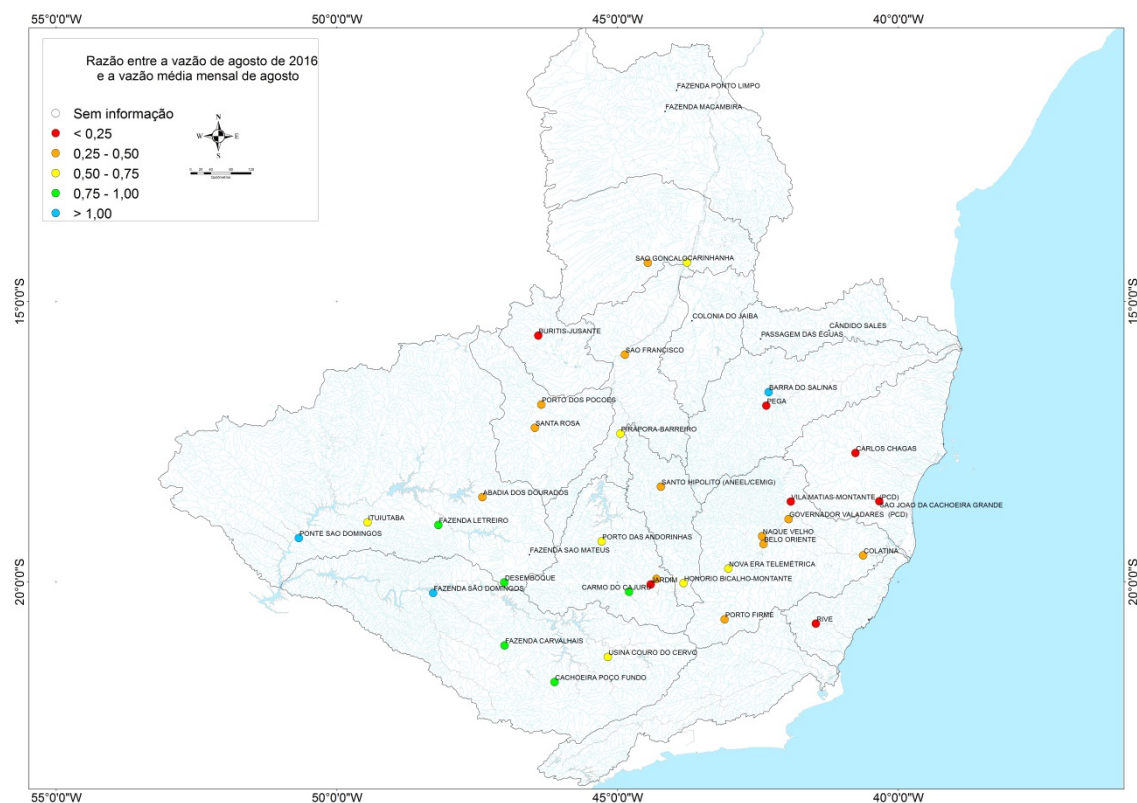 55°0'0"W
50°0'0"W
45°0'0"W
40°0'0"W
Razão entre a vazão de agosto de 2016
e a vazão média mensal de agosto
Sem informação
< 0,25
0,25 - 0,50
0,50 - 0,75
0,75 - 1,00
> 1,00
N
W
E
S
FAZENDA PONTO LIMPO
FAZENDA MACAMBIRA
SAO GONCALO
CARINHANHA
15°0'0"S
15°0'0"S
COLONIA DO JAIBA
CÂNDIDO SALES
PASSAGEM DAS ÉGUAS
BURITIS-JUSANTE
SAO FRANCISCO
BARRA DO SALINAS
PEGA
PORTO DOS POCOES
SANTA ROSA
PIRAPORA-BARREIRO
CARLOS CHAGAS
SANTO HIPOLITO (ANEEL/CEMIG)
ABADIA DOS DOURADOS
VILA MATIAS-MONTANTE (PCD)
SAO JOAO DA CACHOEIRA GRANDE
GOVERNADOR VALADARES (PCD)
ITUIUTABA
FAZENDA LETREIRO
PONTE SAO DOMINGOS
NAQUE VELHO
BELO ORIENTE
PORTO DAS ANDORINHAS
FAZENDA SAO MATEUS
COLATINA
NOVA ERA TELEMÉTRICA
DESEMBOQUE
JARDIM
HONORIO BICALHO-MONTANTE
20°0'0"S
20°0'0"S
FAZENDA SÃO DOMINGOS
CARMO DO CAJURU
PORTO FIRME
RIVE
FAZENDA CARVALHAIS
USINA COURO DO CERVO
CACHOEIRA POÇO FUNDO
55°0'0"W
50°0'0"W
45°0'0"W
40°0'0"W